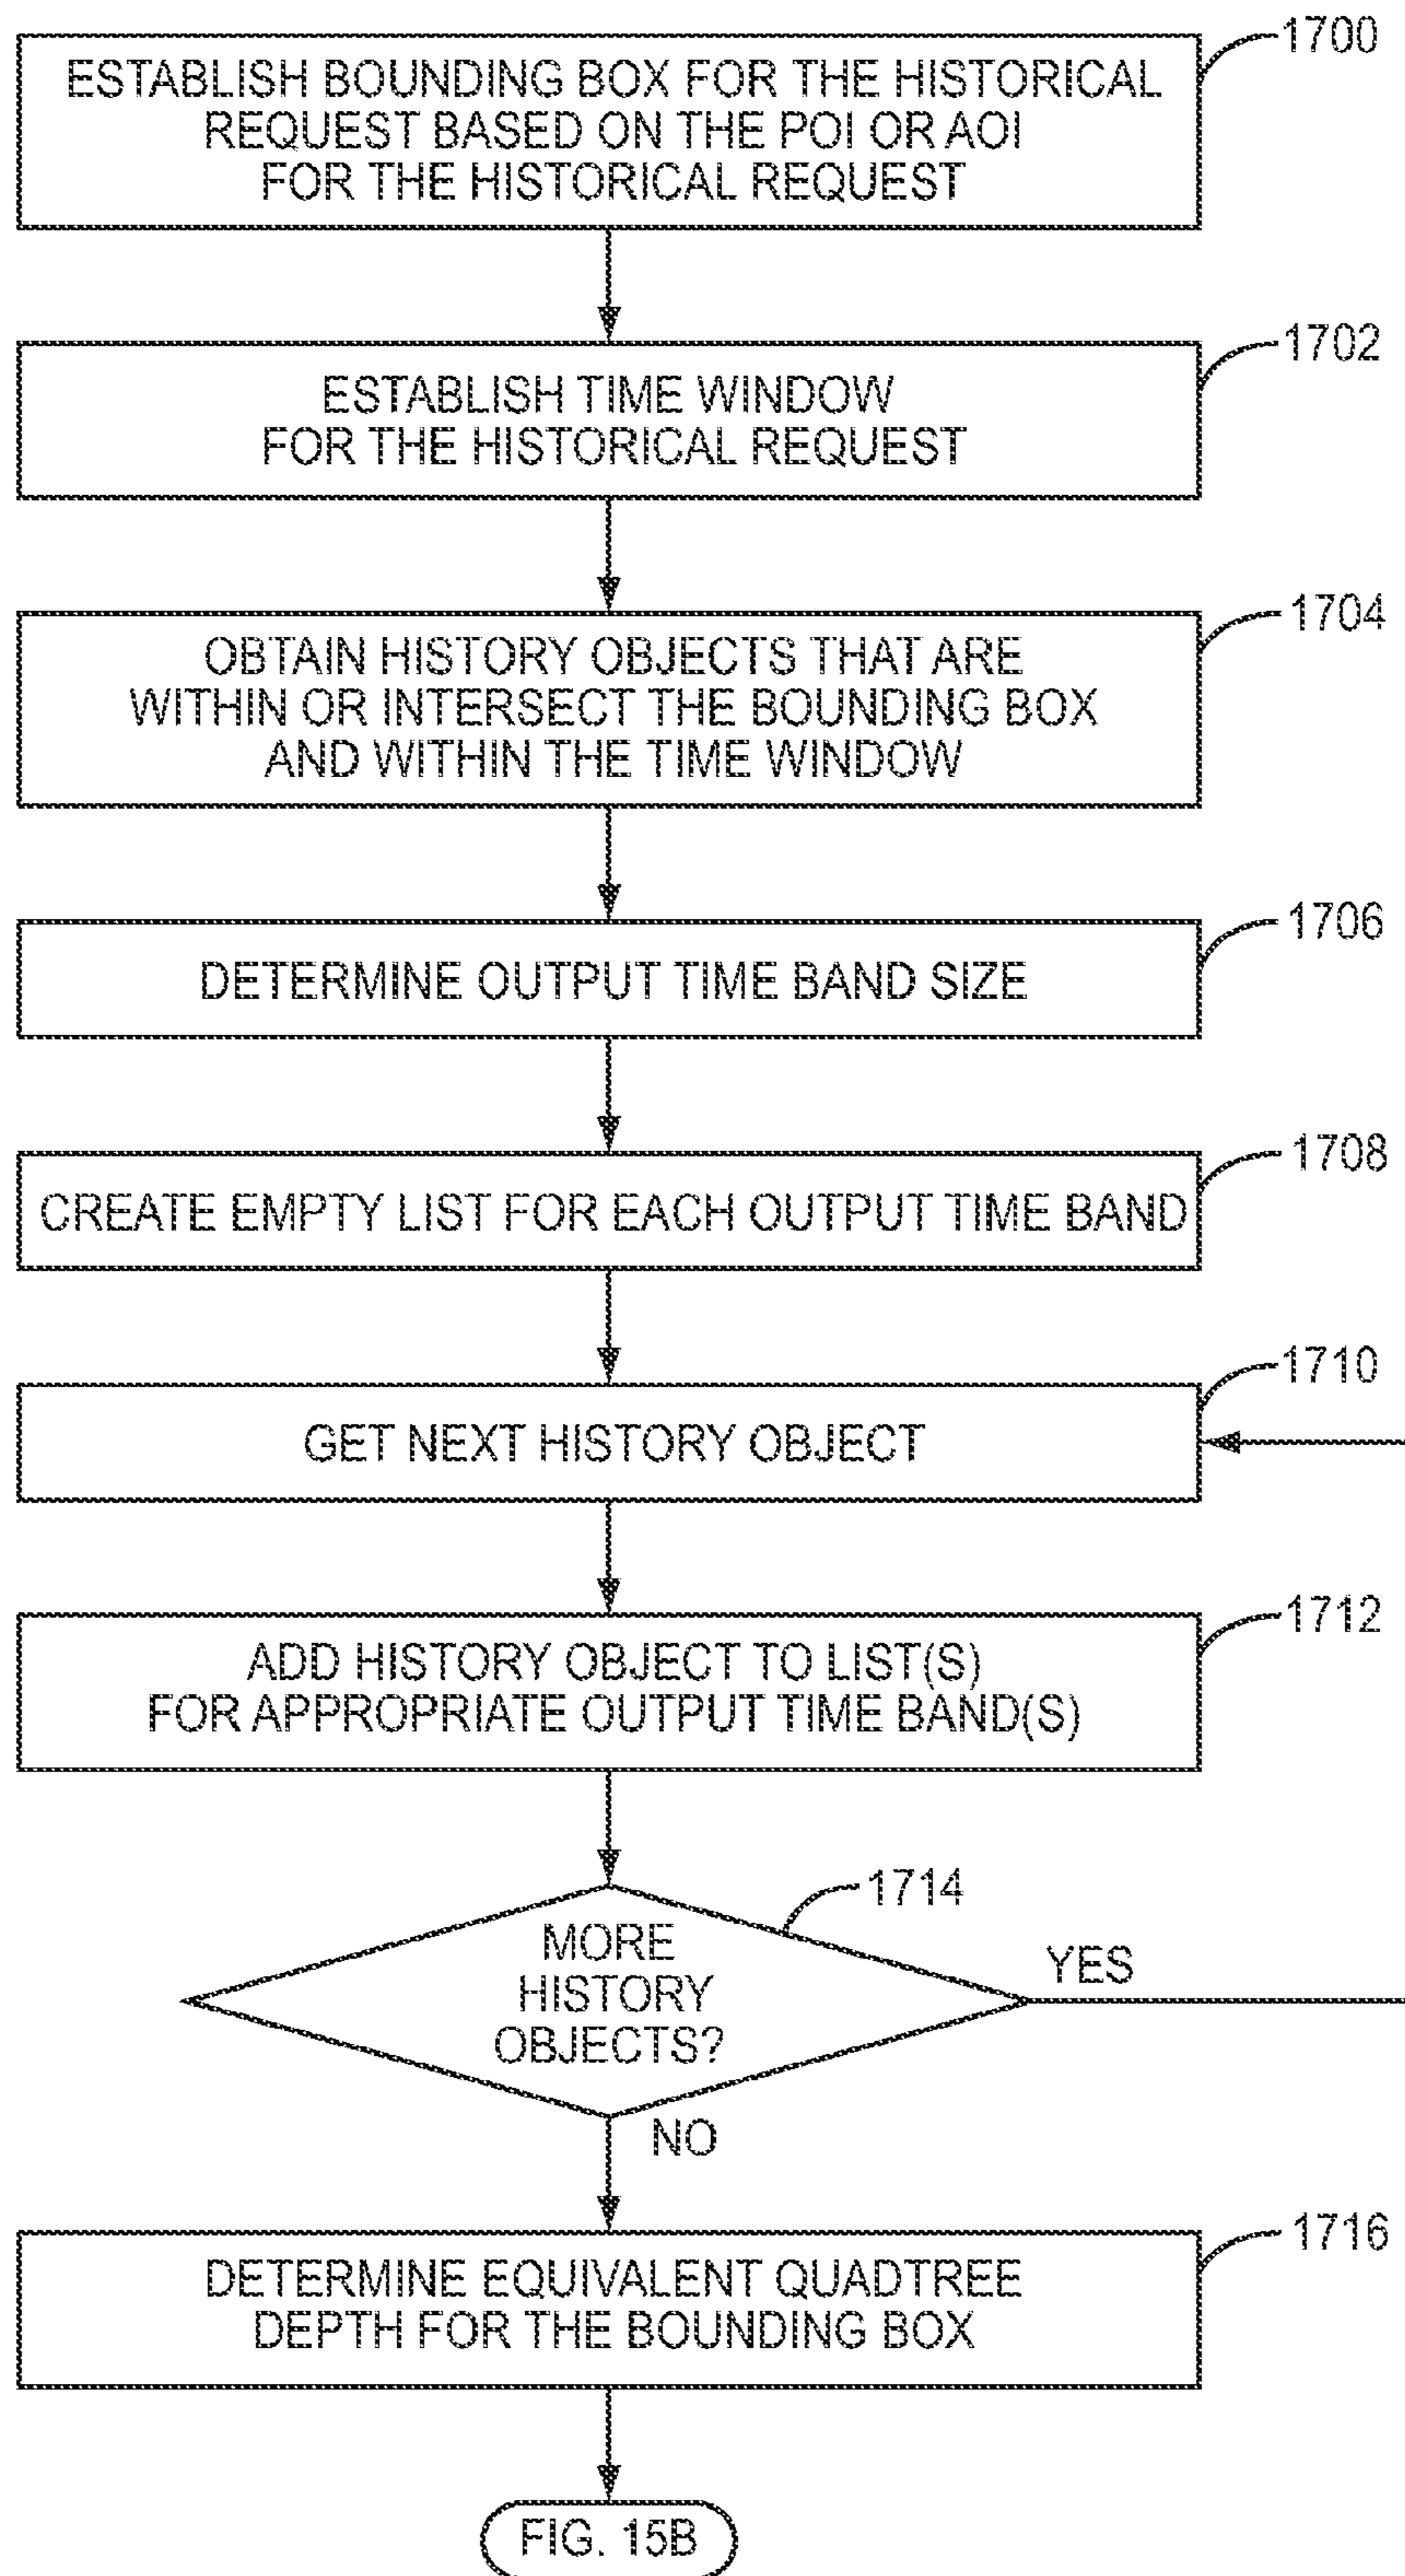 1700
ESTABLISH BOUNDING BOX FOR THE HISTORICAL
REQUEST BASED ON THE POI OR AOI
FOR THE HISTORICAL REQUEST
1702
ESTABLISH TIME WINDOW
FOR THE HISTORICAL REQUEST
1704
OBTAIN HISTORY OBJECTS THAT ARE
WITHIN OR INTERSECT THE BOUNDING BOX
AND WITHIN THE TIME WINDOW
1706
DETERMINE OUTPUT TIME BAND SIZE
1708
CREATE EMPTY LIST FOR EACH OUTPUT TIME BAND
1710
GET NEXT HISTORY OBJECT
1712
ADD HISTORY OBJECT TO LIST(S)
FOR APPROPRIATE OUTPUT TIME BAND(S)
1714
MORE
HISTORY
OBJECTS?
YES
NO
1716
DETERMINE EQUIVALENT QUADTREE
DEPTH FOR THE BOUNDING BOX
FIG. 15B